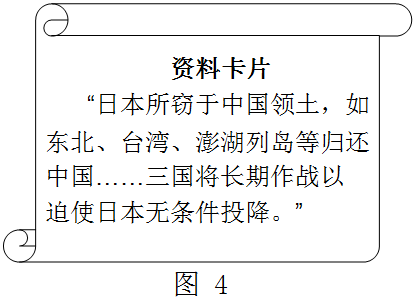 资料卡片
“日本所窃于中国领土，如
东北、台湾、澎湖列岛等归还
中国……三国将长期作战以
迫使日本无条件投降。”
图 4